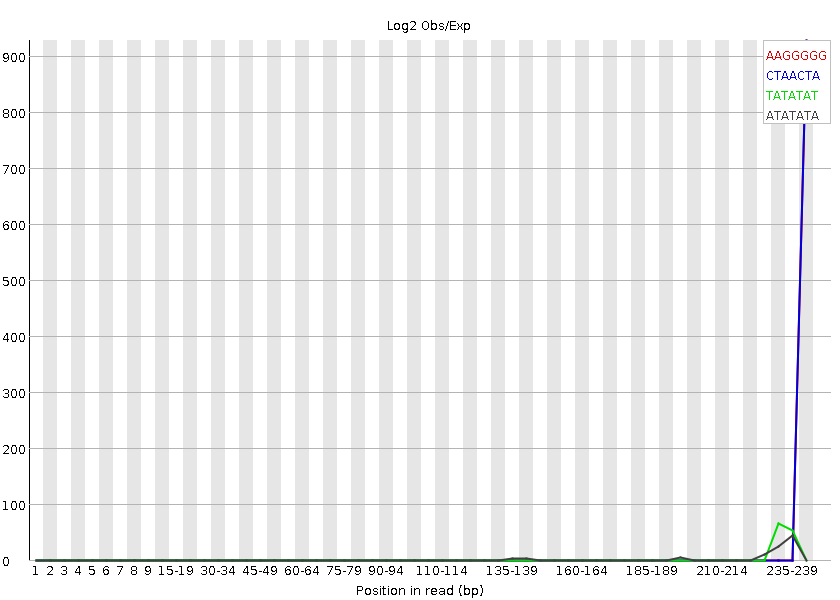 Log2 Obs/Exp
900
800
700
600
500
400
300
200
100
0
AAGGGGG
CTAACTA
TATATAT
ATATATA
1 2 3 4 5 6 7 8 9 15-19 30-34 45-49 60-64 75-79 90-94 110-114 135-139 160-164 185-189 210-214 235-239
Position in read (bp)